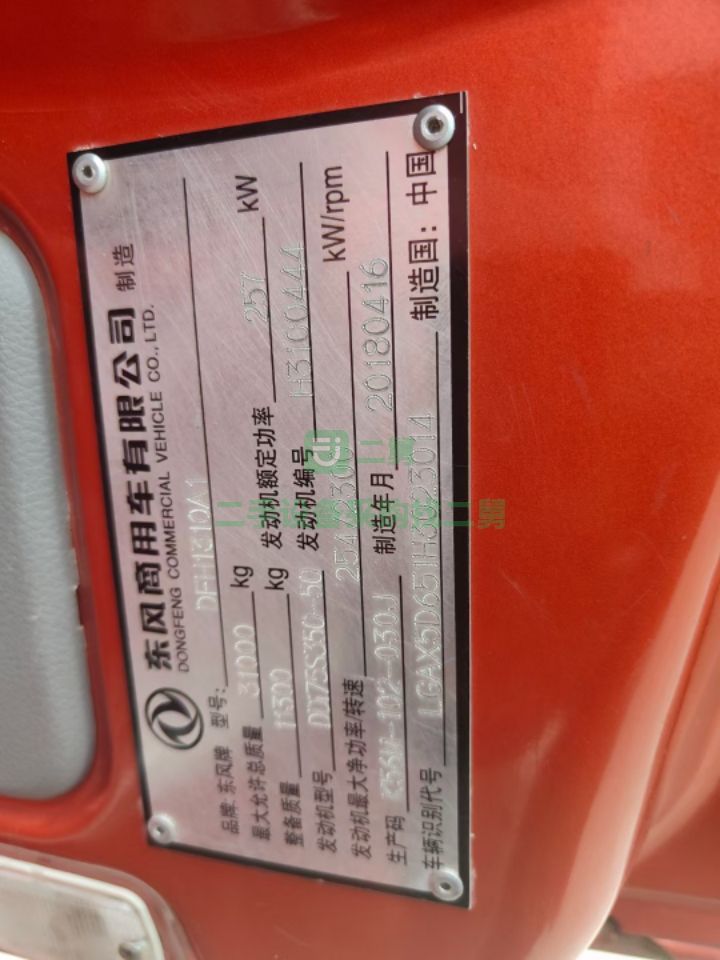 东风商用车有限公司 制造
DONGFENG COMMERCIAL VEHICLE CO., LTD.
品牌: 东风牌 型号: DFH1310A1
最大允许总质量 31000 kg 发动机额定功率 257 kW
整备质量 11300 kg 发动机编号 H3100444
发动机型号 DDI75S350-50
发动机最大净功率/转速 254/2300 kW/rpm
生产码 制造年月 20180416
车辆识别代号 LGAX5D651H3023014 制造国: 中国